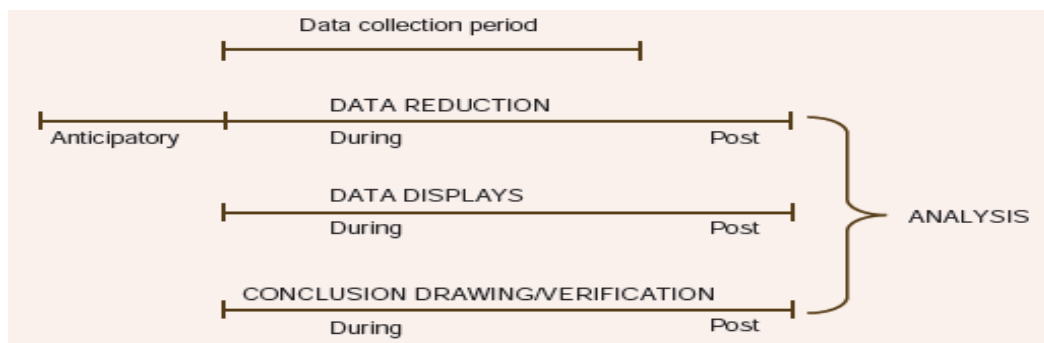 Data collection period
DATA REDUCTION
Anticipatory During Post
DATA DISPLAYS
During Post
ANALYSIS
CONCLUSION DRAWING/VERIFICATION
During Post